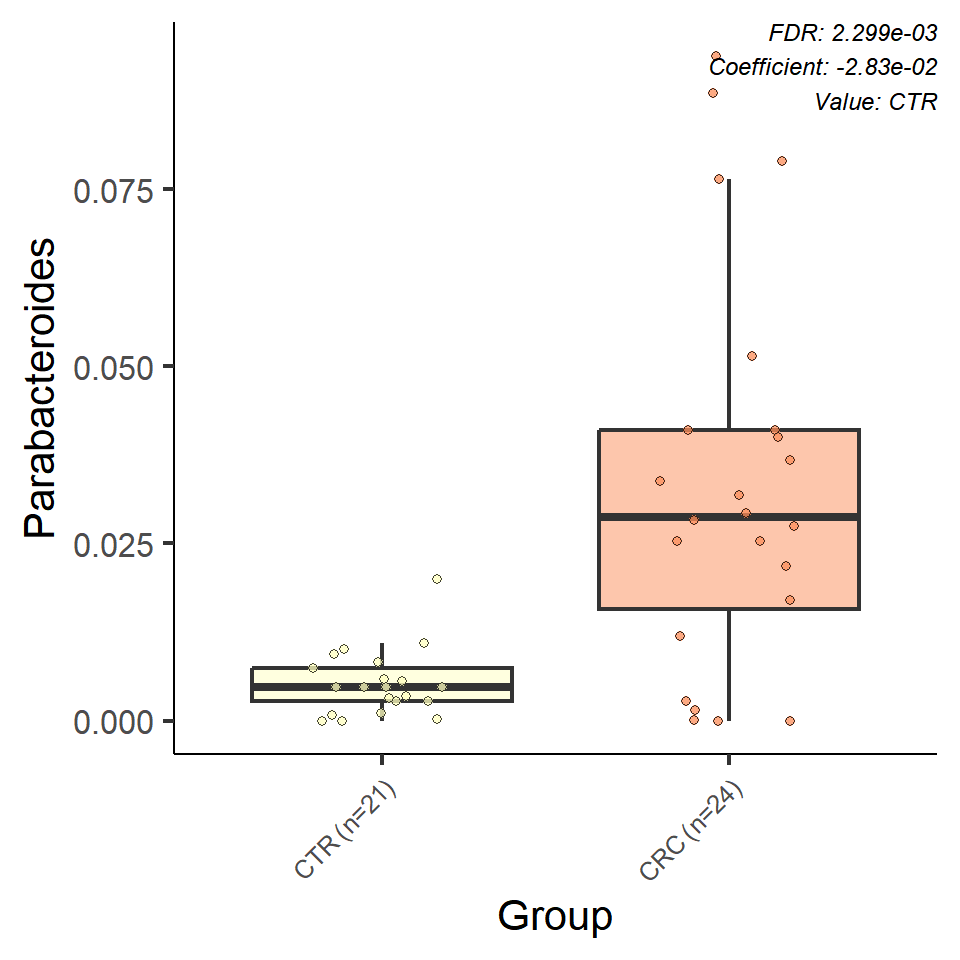 FDR: 2.299e-03
Coefficient: -2.83e-02
Value: CTR
Parabacteroides
0.075
0.050
0.025
0.000
CTR (n=21)
CRC (n=24)
Group